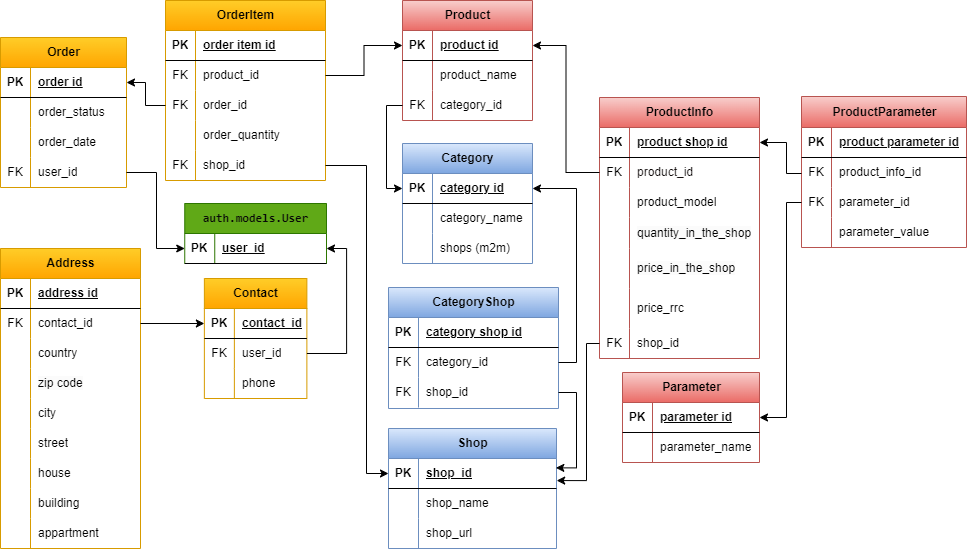 Order
PK order id
order_status
order_date
FK user_id
OrderItem
PK order item id
FK product_id
FK order_id
order_quantity
FK shop_id
Product
PK product id
product_name
FK category_id
ProductInfo
PK product shop id
FK product_id
product_model
quantity_in_the_shop
price_in_the_shop
price_rrc
FK shop_id
ProductParameter
PK product parameter id
FK product_info_id
FK parameter_id
parameter_value
Category
PK category id
category_name
shops (m2m)
auth.models.User
PK user_id
Address
PK address id
FK contact_id
country
zip code
city
street
house
building
appartment
Contact
PK contact_id
FK user_id
phone
CategoryShop
PK category shop id
FK category_id
FK shop_id
Parameter
PK parameter id
parameter_name
Shop
PK shop_id
shop_name
shop_url